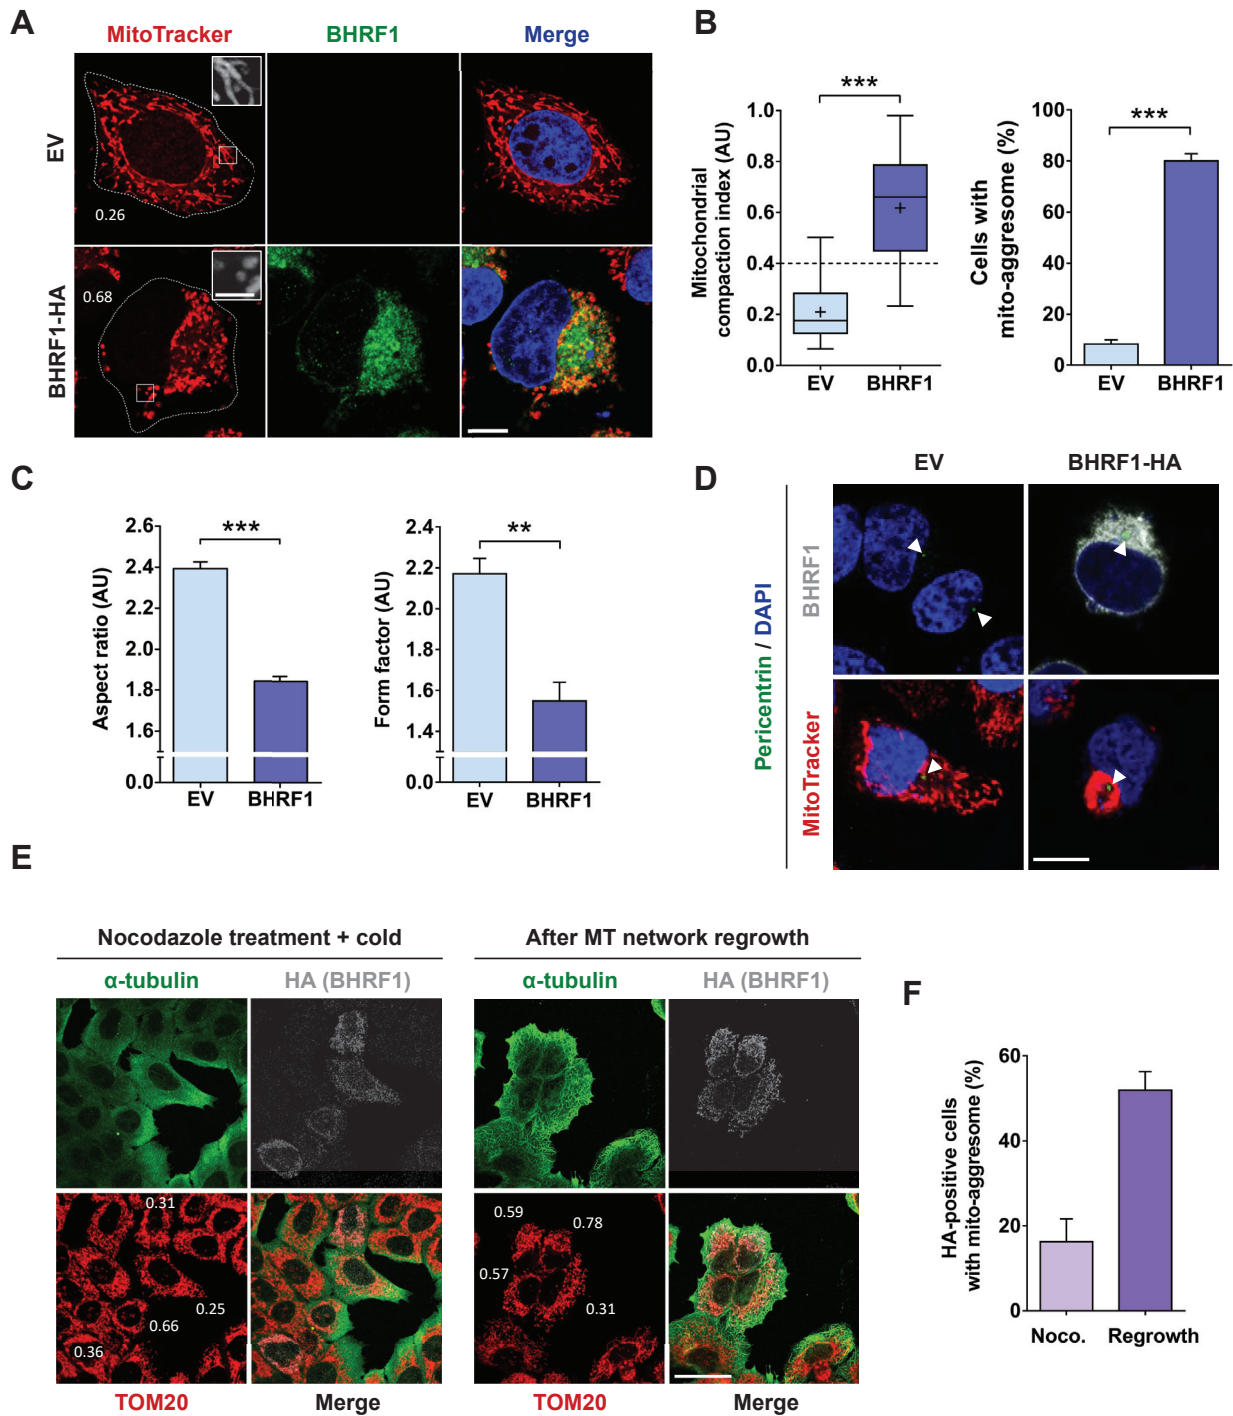 A
MitoTracker
BHRF1
Merge
EV
0.26
BHRF1-HA
0.68
B
Mitochondrial
compaction index (AU)
1.0
0.8
0.6
0.4
0.2
0.0
***
EV
BHRF1
Cells with
mito-aggresome (%)
100
80
60
40
20
0
***
EV
BHRF1
C
Aspect ratio (AU)
2.6
2.4
2.2
2.0
1.8
1.6
0.0
***
EV
BHRF1
Form factor (AU)
2.4
2.2
2.0
1.8
1.6
1.4
0.0
**
EV
BHRF1
D
EV
BHRF1-HA
Pericentrin / DAPI
BHRF1
MitoTracker
E
Nocodazole treatment + cold
α-tubulin
HA (BHRF1)
0.31
0.25
0.66
0.36
TOM20
Merge
After MT network regrowth
α-tubulin
HA (BHRF1)
0.59
0.78
0.57
0.31
TOM20
Merge
F
HA-positive cells
with mito-aggresome (%)
60
40
20
0
Noco.
Regrowth